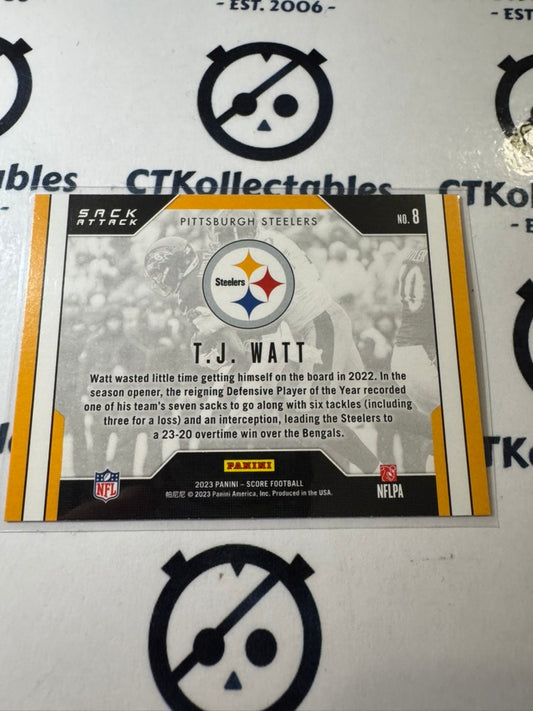 - EST. 2006 -
- EST
CTKollectables
ables
CTK
- E
SACK
ATTACK
PITTSBURGH STEELERS
NO. 8
Steelers
T.J. WATT
Watt wasted little time getting himself on the board in 2022. In the
season opener, the reigning Defensive Player of the Year recorded
one of his team's seven sacks to go along with six tackles (including
three for a loss) and an interception, leading the Steelers to
a 23-20 overtime win over the Bengals.
PANINI
NFL
NFLPA
2023 PANINI – SCORE FOOTBALL
帕尼尼 © 2023 Panini America, Inc. Produced in the USA.